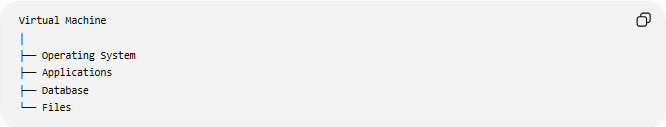 Virtual Machine
│
├── Operating System
├── Applications
├── Database
└── Files